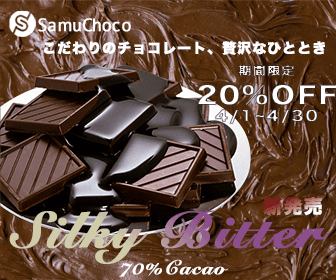 S SamuChoco
こだわりのチョコレート、贅沢なひととき
期間限定
20%OFF
4/1~4/30
新発売
Silky Bitter
70% Cacao